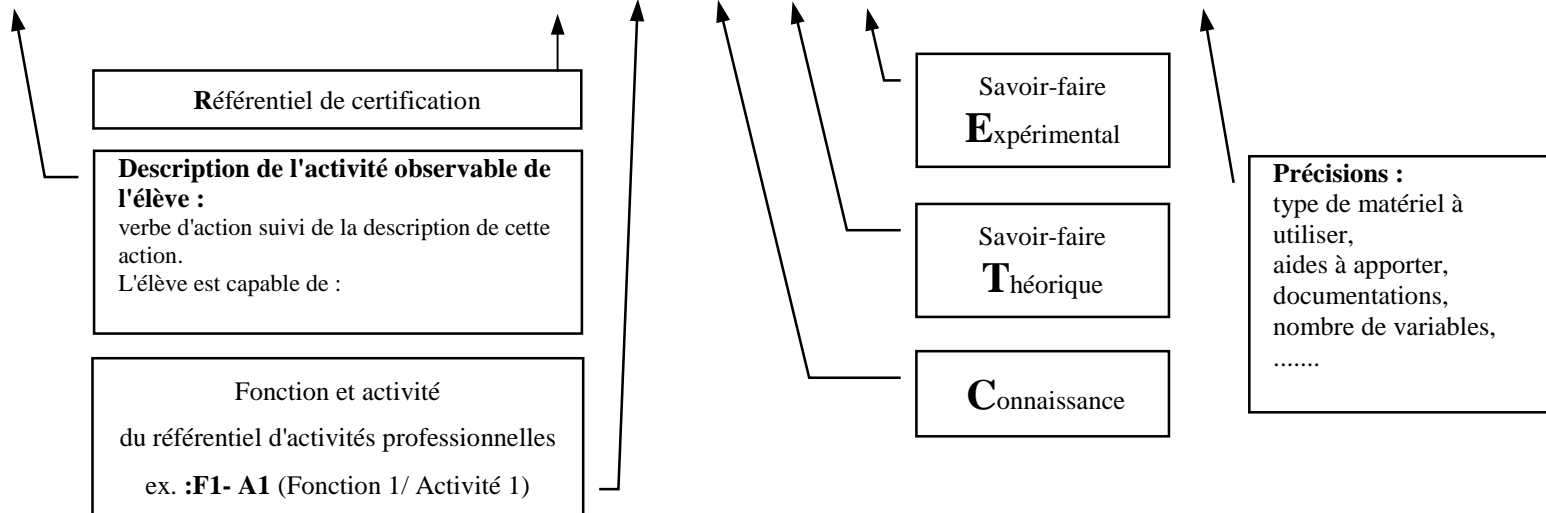 Référentiel de certification
Description de l'activité observable de
l'élève :
verbe d'action suivi de la description de cette
action.
L'élève est capable de :
Fonction et activité
du référentiel d'activités professionnelles
ex. :F1- A1 (Fonction 1/ Activité 1)
Savoir-faire
Expérimental
Savoir-faire
Théorique
Connaissance
Précisions :
type de matériel à
utiliser,
aides à apporter,
documentations,
nombre de variables,
.......